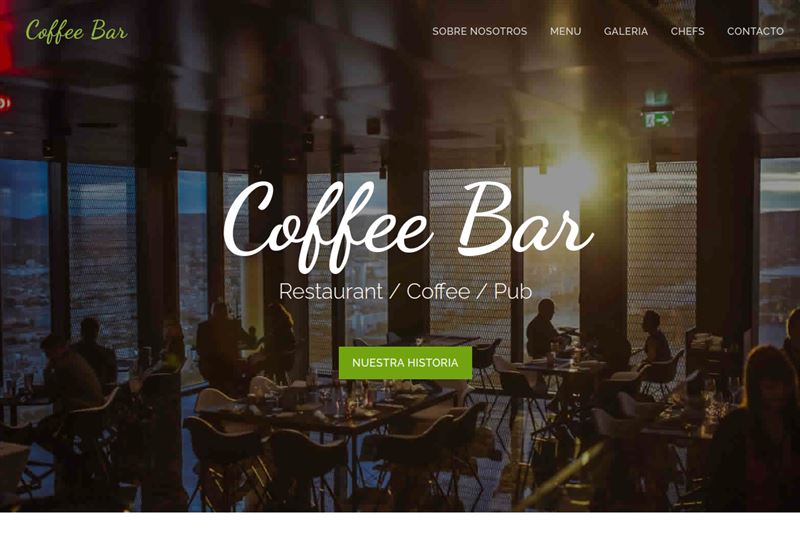 Coffee Bar
SOBRE NOSOTROS MENU GALERIA CHEFS CONTACTO
Coffee Bar
Restaurant / Coffee / Pub
NUESTRA HISTORIA